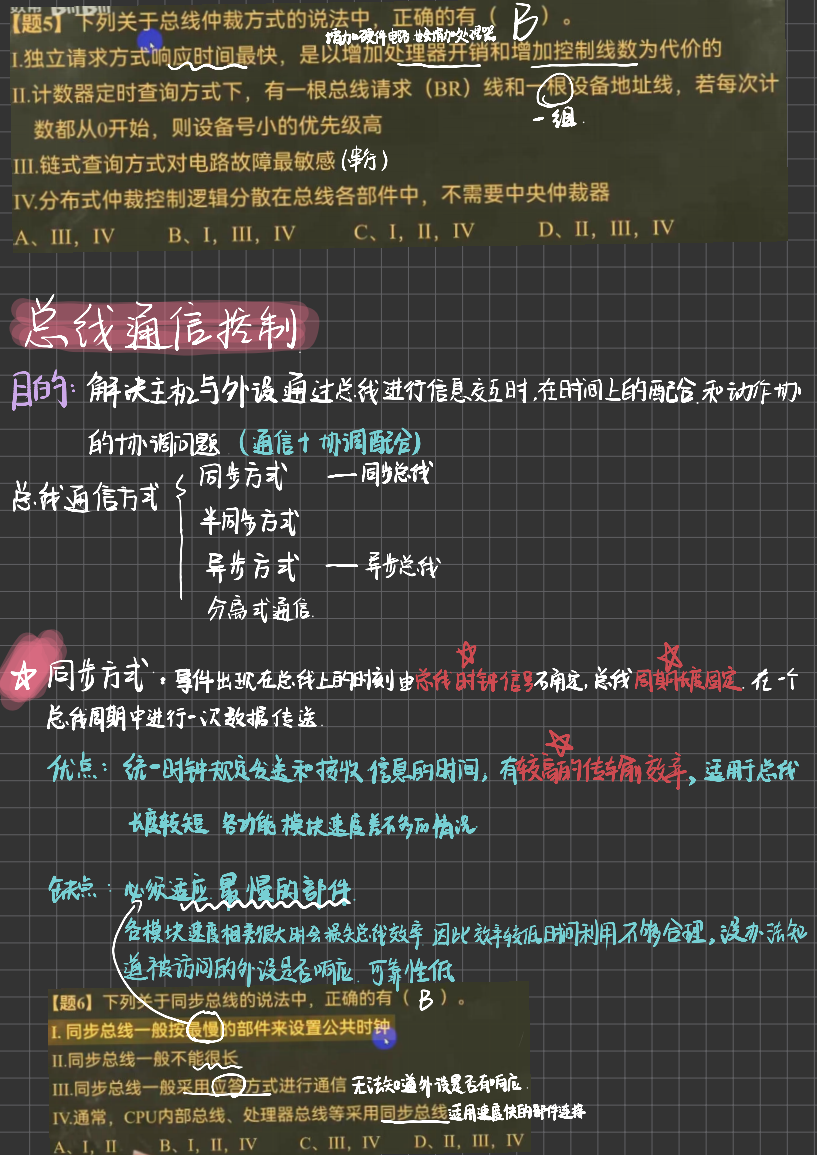 【题5】下列关于总线仲裁方式的说法中，正确的有（ B ）。
I.独立请求方式响应时间最快，是以增加处理器开销和增加控制线数为代价的
II.计数器定时查询方式下，有一根总线请求（BR）线和一根设备地址线，若每次计
一组.
数都从0开始，则设备号小的优先级高
III.链式查询方式对电路故障最敏感 (串行)
IV.分布式仲裁控制逻辑分散在总线各部件中，不需要中央仲裁器
A、III，IV B、I，III，IV C、I，II，IV D、II，III，IV
总线通信控制
目的: 解决主机与外设通过总线进行信息交互时,在时间上的配合和动作协
的协调问题 (通信+协调配合)
同步方式 — 同步总线
总线通信方式
半同步方式
异步方式 — 异步总线
分离式通信.
☆ 同步方式: 事件出现在总线上的时刻由总线时钟信号确定,总线周期长度固定. 在一个
总线周期中进行一次数据传送.
优点: 统一时钟规定发送和接收信息的时间, 有较高的传输效率, 适用于总线
长度较短 各功能模块速度差不多的情况
缺点: 必须适应最慢的部件.
各模块速度相差很大时会损失总线效率 因此效率较低,时间利用不够合理, 没办法知
道被访问的外设是否响应. 可靠性低
【题6】下列关于同步总线的说法中，正确的有（ B ）。
I. 同步总线一般按最慢的部件来设置公共时钟
II.同步总线一般不能很长
III.同步总线一般采用应答方式进行通信 无法知道外设是否有响应.
IV.通常，CPU内部总线、处理器总线等采用同步总线 适用速度快的部件连接
A、I，II B、I，II，IV C、III，IV D、II，III，IV